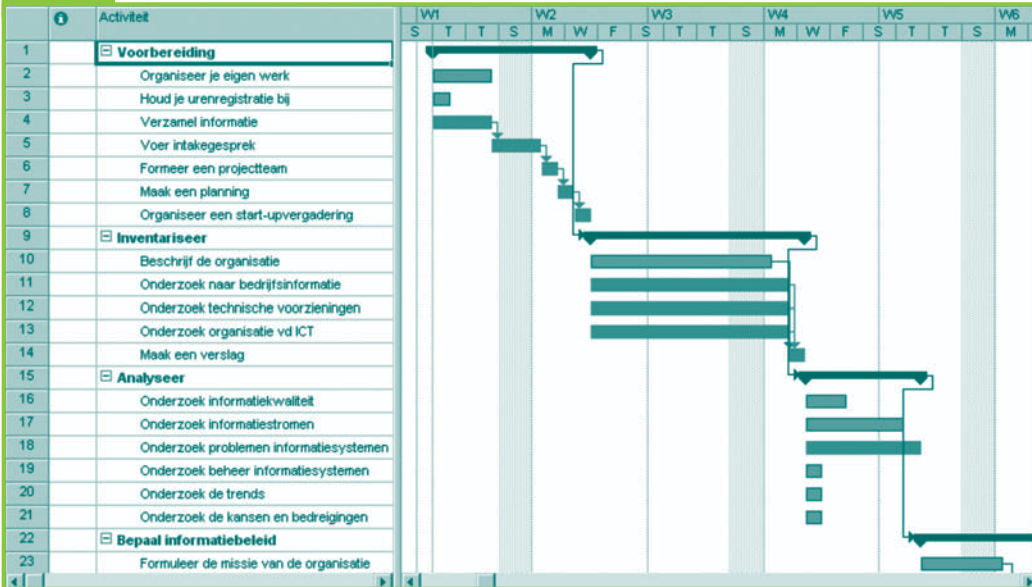 Activiteit
W1 W2 W3 W4 W5 W6
S T T S M W F S T T S M W F S T T S M
1 Voorbereiding
2 Organiseer je eigen werk
3 Houd je urenregistratie bij
4 Verzamel informatie
5 Voer intakegesprek
6 Formeer een projectteam
7 Maak een planning
8 Organiseer een start-upvergadering
9 Inventariseer
10 Beschrijf de organisatie
11 Onderzoek naar bedrijfsinformatie
12 Onderzoek technische voorzieningen
13 Onderzoek organisatie vd ICT
14 Maak een verslag
15 Analyseer
16 Onderzoek informatiekwaliteit
17 Onderzoek informatiestromen
18 Onderzoek problemen informatiesystemen
19 Onderzoek beheer informatiesystemen
20 Onderzoek de trends
21 Onderzoek de kansen en bedreigingen
22 Bepaal informatiebeleid
23 Formuleer de missie van de organisatie